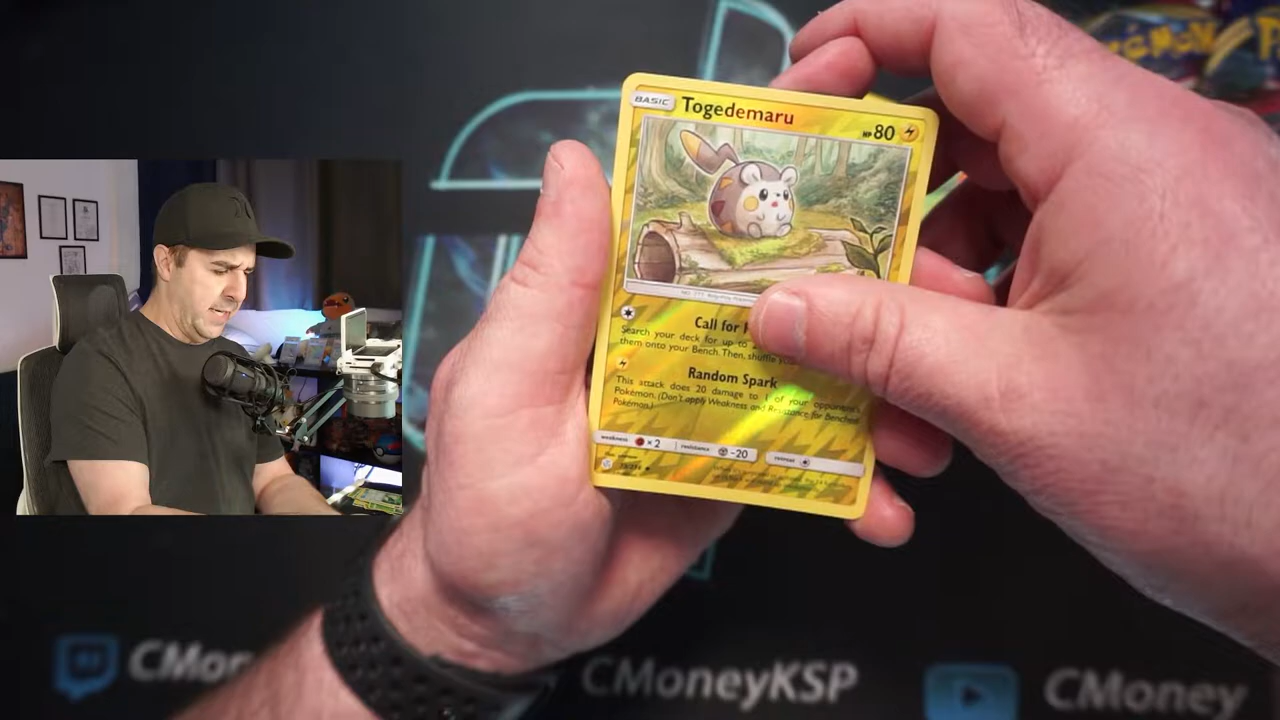 POKéMON
BASIC
Togedemaru
HP 80
Call for
Search your deck for up to
them onto your Bench. Then, shuffle
Random Spark
This attack does 20 damage to 1 of your opponent's
Pokémon. (Don't apply Weakness and Resistance for Benched
Pokémon.)
weakness ×2 resistance -20 retreat
CMon
CMoneyKSP
CMoney